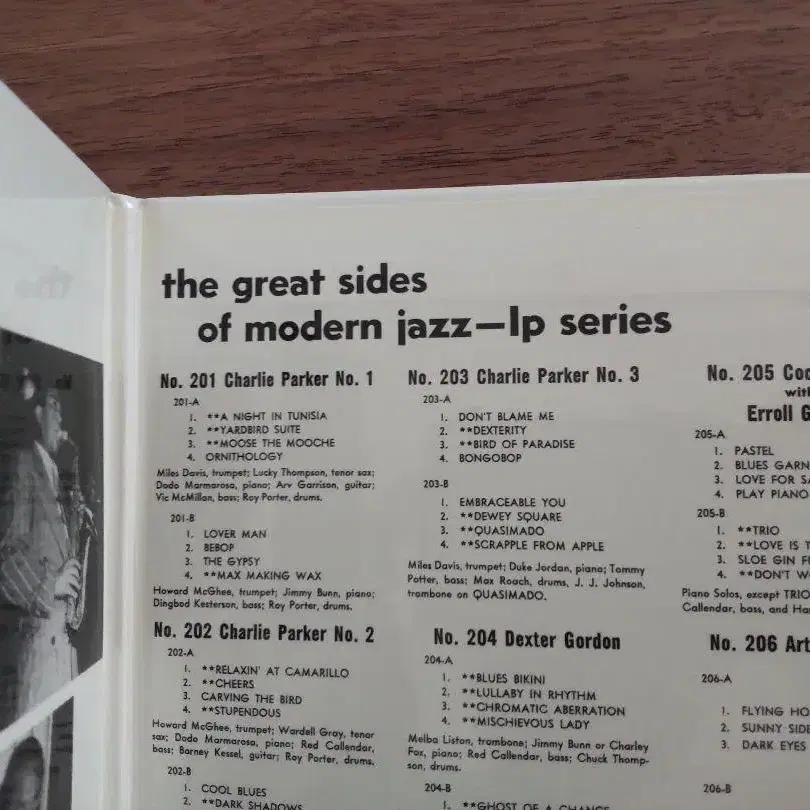 the great sides
of modern jazz—lp series
No. 201 Charlie Parker No. 1
201-A
1. **A NIGHT IN TUNISIA
2. **YARDBIRD SUITE
3. **MOOSE THE MOOCHE
4. ORNITHOLOGY
Miles Davis, trumpet; Lucky Thompson, tenor sax;
Dodo Marmarosa, piano; Arv Garrison, guitar;
Vic McMillan, bass; Roy Porter, drums.
201-B
1. LOVER MAN
2. BEBOP
3. THE GYPSY
4. **MAX MAKING WAX
Howard McGhee, trumpet; Jimmy Bunn, piano;
Dingbod Kesterson, bass; Roy Porter, drums.
No. 202 Charlie Parker No. 2
202-A
1. **RELAXIN' AT CAMARILLO
2. **CHEERS
3. CARVING THE BIRD
4. **STUPENDOUS
Howard McGhee, trumpet; Wardell Gray, tenor
sax; Dodo Marmarosa, piano; Red Callendar,
bass; Barney Kessel, guitar; Roy Porter, drums.
202-B
1. COOL BLUES
2. **DARK SHADOWS
No. 203 Charlie Parker No. 3
203-A
1. DON'T BLAME ME
2. **DEXTERITY
3. **BIRD OF PARADISE
4. BONGOBOP
203-B
1. EMBRACEABLE YOU
2. **DEWEY SQUARE
3. **QUASIMADO
4. **SCRAPPLE FROM APPLE
Miles Davis, trumpet; Duke Jordan, piano; Tommy
Potter, bass; Max Roach, drums, J. J. Johnson,
trombone on QUASIMADO.
No. 204 Dexter Gordon
204-A
1. **BLUES BIKINI
2. **LULLABY IN RHYTHM
3. **CHROMATIC ABERRATION
4. **MISCHIEVOUS LADY
Melba Liston, trombone; Jimmy Bunn or Charley
Fox, piano; Red Callendar, bass; Chuck Thomp-
son, drums.
204-B
1. **GHOST OF A CHANCE
No. 205
Erroll
205-A
1. PASTEL
2. BLUES
3. LOVE FOR
4. PLAY PIANO
205-B
1. **TRIO
2. **LOVE IS
3. SLOE GIN
4. **DON'T
Piano Solos, except TRIO
Callendar, bass, and
No. 206
206-A
1. FLYING
2. SUNNY
3. DARK EYES
206-B